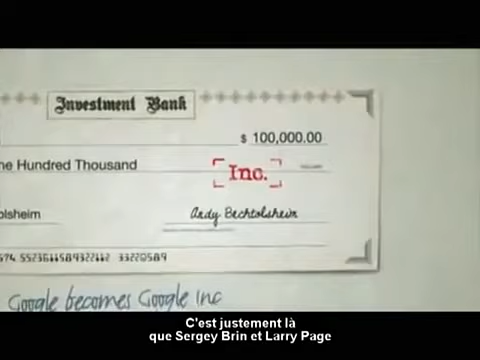 Investment Bank
$ 100,000.00
ne Hundred Thousand
Inc.
olsheim
Andy Bechtolsheim
Google becomes Google Inc
C'est justement là
que Sergey Brin et Larry Page